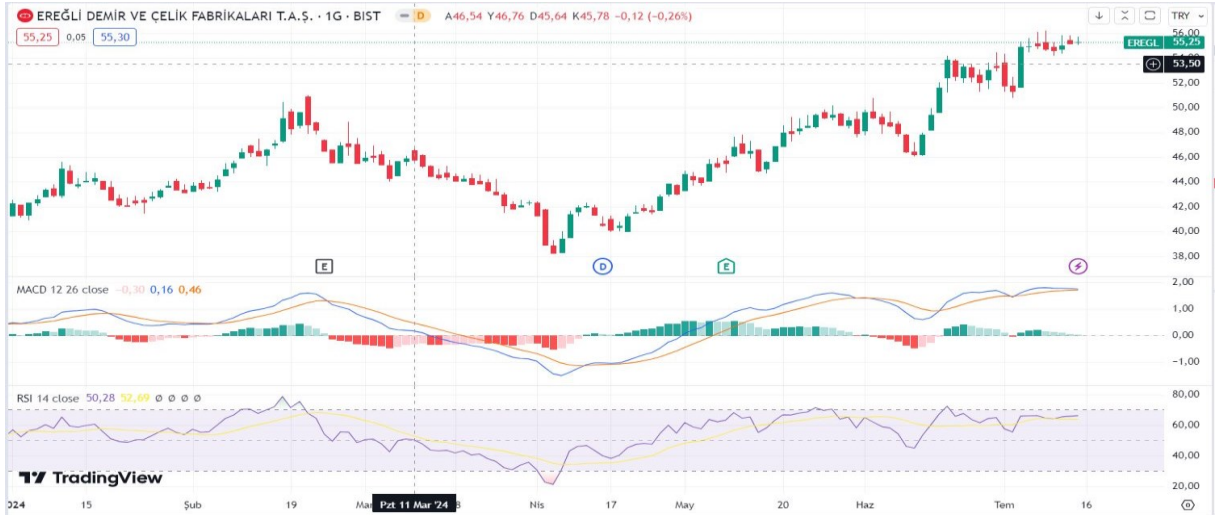 EREĞLİ DEMİR VE ÇELİK FABRİKALARI T.A.Ş. · 1G · BIST D A46,54 Y46,76 D45,64 K45,78 −0,12 (−0,26%)
TRY
55,25 0,05 55,30
56,00
EREGL 55,25
54,00
53,50
52,00
50,00
48,00
46,00
44,00
42,00
40,00
38,00
E D E
MACD 12 26 close −0,30 0,16 0,46
2,00
1,00
0,00
−1,00
RSI 14 close 50,28 52,69 Ø Ø Ø Ø
80,00
60,00
40,00
20,00
TradingView
2024 15 Şub 19 Mar Pzt 11 Mar '24 8 Nis 17 May 20 Haz Tem 16